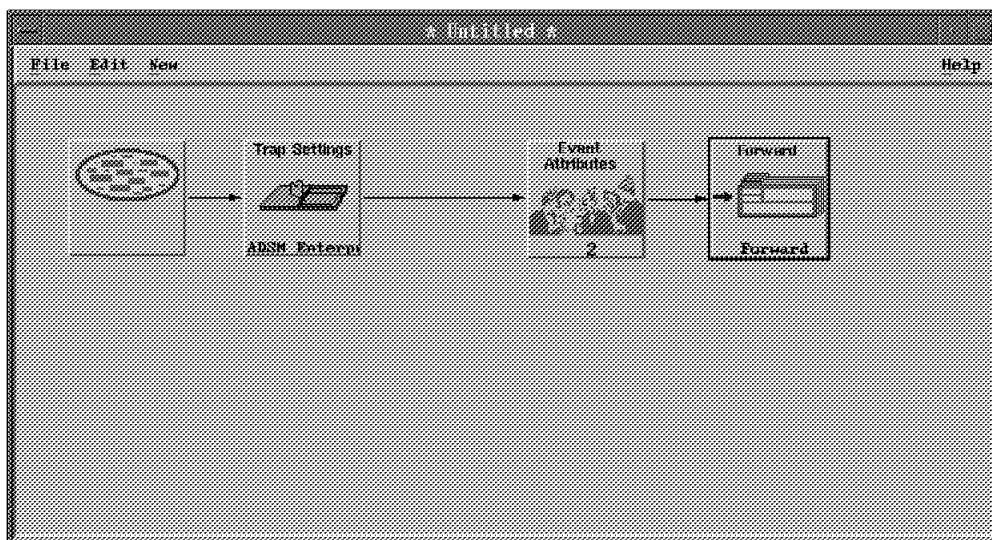 * Untitled *
File Edit New Help
Trap Settings
ADSM Enterpr
Event
Attributes
2
Forward
Forward